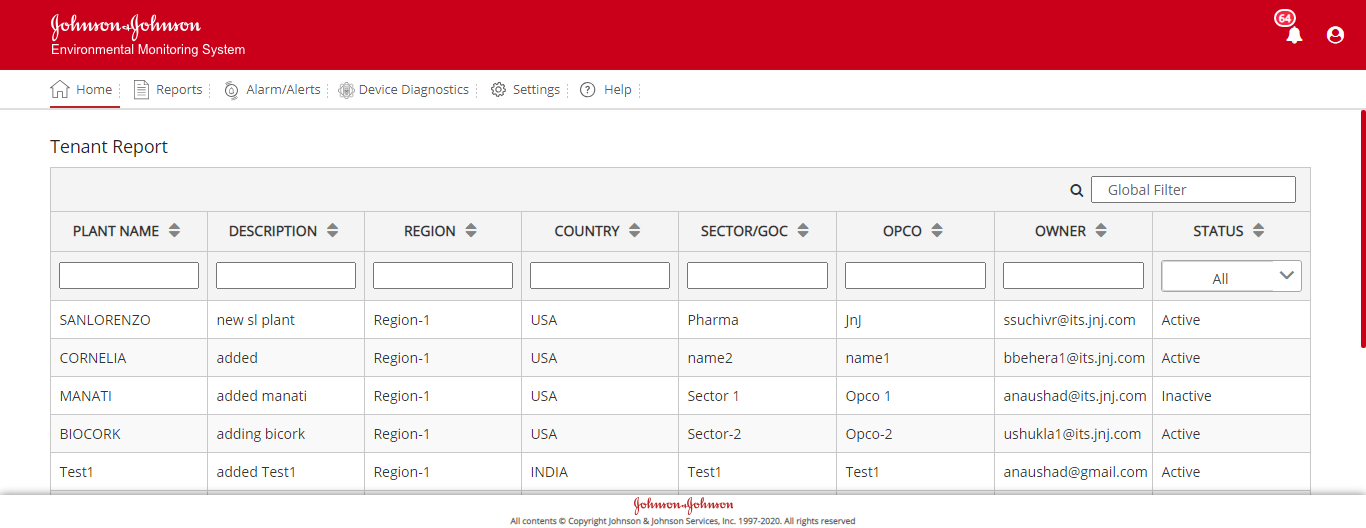 Johnson & Johnson
Environmental Monitoring System
64
Home Reports Alarm/Alerts Device Diagnostics Settings Help
Tenant Report
Global Filter
PLANT NAME DESCRIPTION REGION COUNTRY SECTOR/GOC OPCO OWNER STATUS
All
SANLORENZO new sl plant Region-1 USA Pharma JnJ ssuchivr@its.jnj.com Active
CORNELIA added Region-1 USA name2 name1 bbehera1@its.jnj.com Active
MANATI added manati Region-1 USA Sector 1 Opco 1 anaushad@its.jnj.com Inactive
BIOCORK adding bicork Region-1 USA Sector-2 Opco-2 ushukla1@its.jnj.com Active
Test1 added Test1 Region-1 INDIA Test1 Test1 anaushad@gmail.com Active
Johnson & Johnson
All contents © Copyright Johnson & Johnson Services, Inc. 1997-2020. All rights reserved